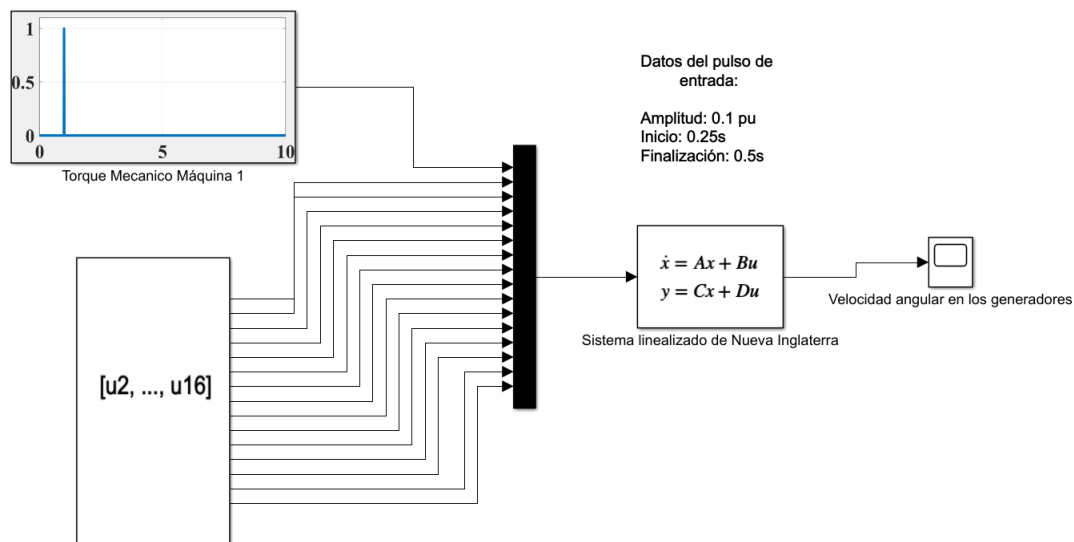 1
0.5
0
0
5
10
Torque Mecanico Máquina 1
Datos del pulso de
entrada:
Amplitud: 0.1 pu
Inicio: 0.25s
Finalización: 0.5s
[u2, ..., u16]
ẋ = Ax + Bu
y = Cx + Du
Sistema linealizado de Nueva Inglaterra
Velocidad angular en los generadores